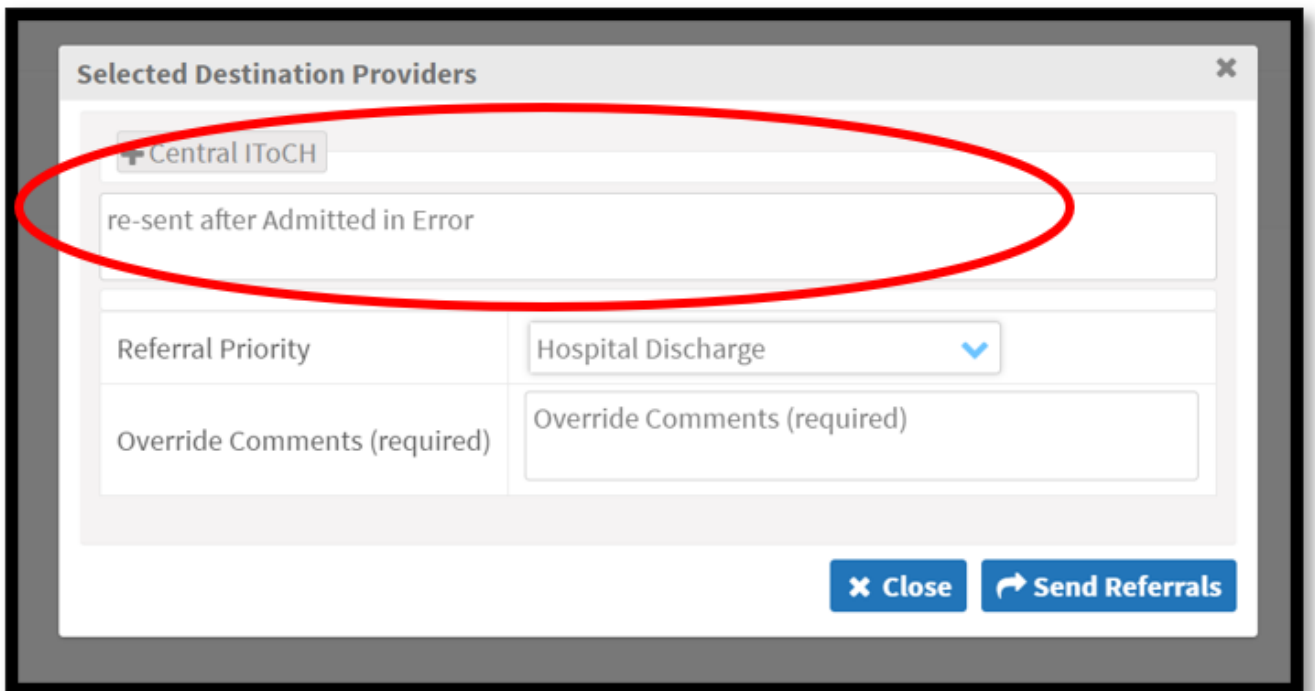 Selected Destination Providers
Central IToCH
re-sent after Admitted in Error
Referral Priority
Hospital Discharge
Override Comments (required)
Override Comments (required)
Close
Send Referrals